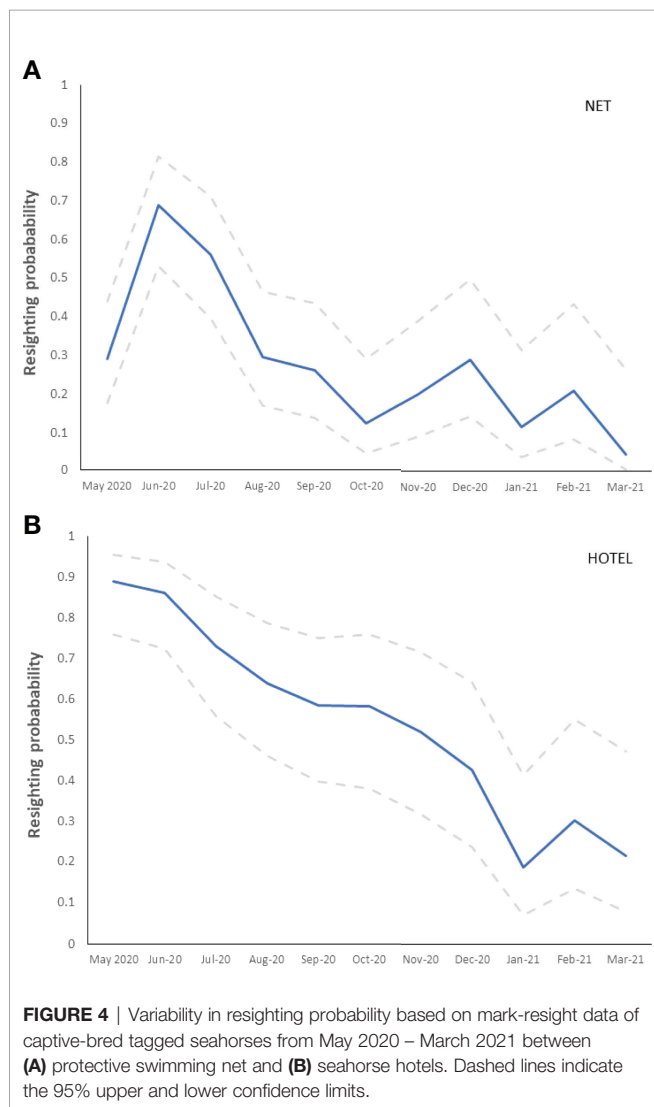 A
NET
Resighting probabability
1
0.9
0.8
0.7
0.6
0.5
0.4
0.3
0.2
0.1
0
May 2020 Jun-20 Jul-20 Aug-20 Sep-20 Oct-20 Nov-20 Dec-20 Jan-21 Feb-21 Mar-21
B
HOTEL
Resighting probabability
1
0.9
0.8
0.7
0.6
0.5
0.4
0.3
0.2
0.1
0
May 2020 Jun-20 Jul-20 Aug-20 Sep-20 Oct-20 Nov-20 Dec-20 Jan-21 Feb-21 Mar-21
FIGURE 4 | Variability in resighting probability based on mark-resight data of
captive-bred tagged seahorses from May 2020 – March 2021 between
(A) protective swimming net and (B) seahorse hotels. Dashed lines indicate
the 95% upper and lower confidence limits.